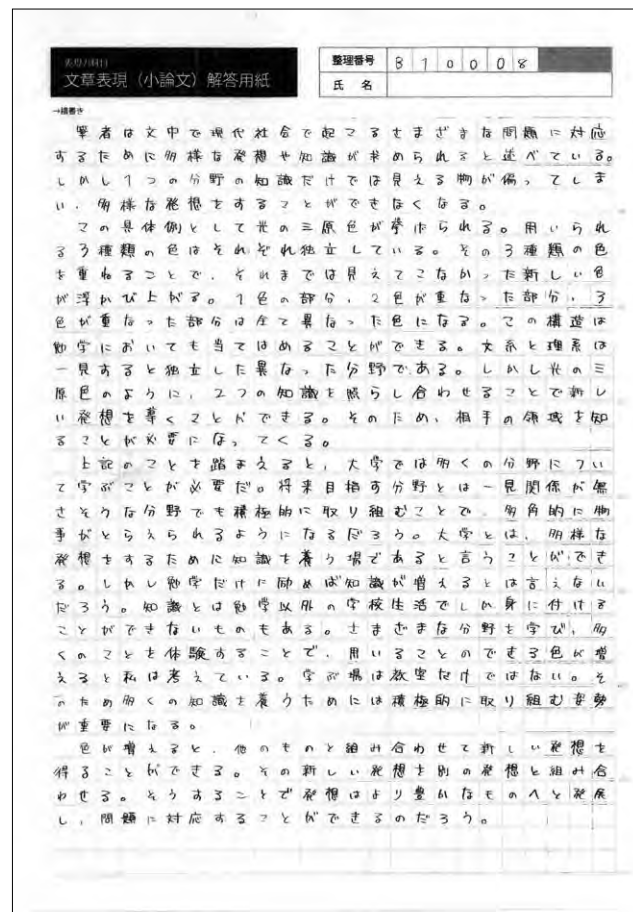 表現力科目
文章表現（小論文）解答用紙
整理番号 B 1 0 0 0 8
氏 名
→横書き
筆者は文中で現代社会で起こるさまざまな問題に対応
するために多様な発想や知識が求められると述べている。
しかし1つの分野の知識だけでは見える物が偏ってしま
い、多様な発想をすることができなくなる。
この具体例として光の三原色が挙げられる。用いられ
る3種類の色はそれぞれ独立している。その3種類の色
を重ねることで、それまでは見えてこなかった新しい色
が浮かび上がる。1色の部分、2色が重なった部分、3
色が重なった部分は全て異なった色になる。この構造は
勉学においても当てはめることができる。文系と理系は
一見すると独立した異なった分野である。しかし光の三
原色のように、2つの知識を照らし合わせることで新し
い発想を導くことができる。そのため、相手の領域を知
ることが必要になってくる。
上記のことを踏まえると、大学では多くの分野につい
て学ぶことが必要だ。将来目指す分野とは一見関係が無
さそうな分野でも積極的に取り組むことで、多角的に物
事がとらえられるようになるだろう。大学とは、多様な
発想をするために知識を養う場であると言うことができ
る。しかし勉学だけに励めば知識が増えるとは言えない
だろう。知識とは勉学以外の学校生活でしか身に付ける
ことができないものもある。さまざまな分野を学び、多
くのことを体験することで、用いることのできる色が増
えると私は考えている。学ぶ場は教室だけではない。そ
のため多くの知識を養うためには積極的に取り組む姿勢
が重要になる。
色が増えると、他のものと組み合わせて新しい発想を
得ることができる。その新しい発想を別の発想と組み合
わせる。そうすることで発想はより豊かなものへと発展
し、問題に対応することができるのだろう。